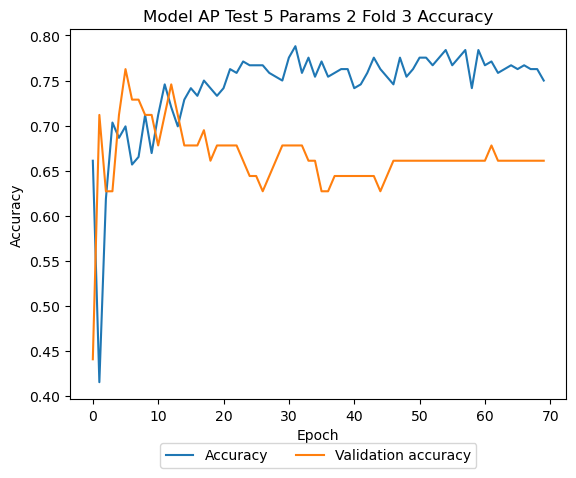 Model AP Test 5 Params 2 Fold 3 Accuracy
Accuracy
0.80
0.75
0.70
0.65
0.60
0.55
0.50
0.45
0.40
0 10 20 30 40 50 60 70
Epoch
Accuracy Validation accuracy